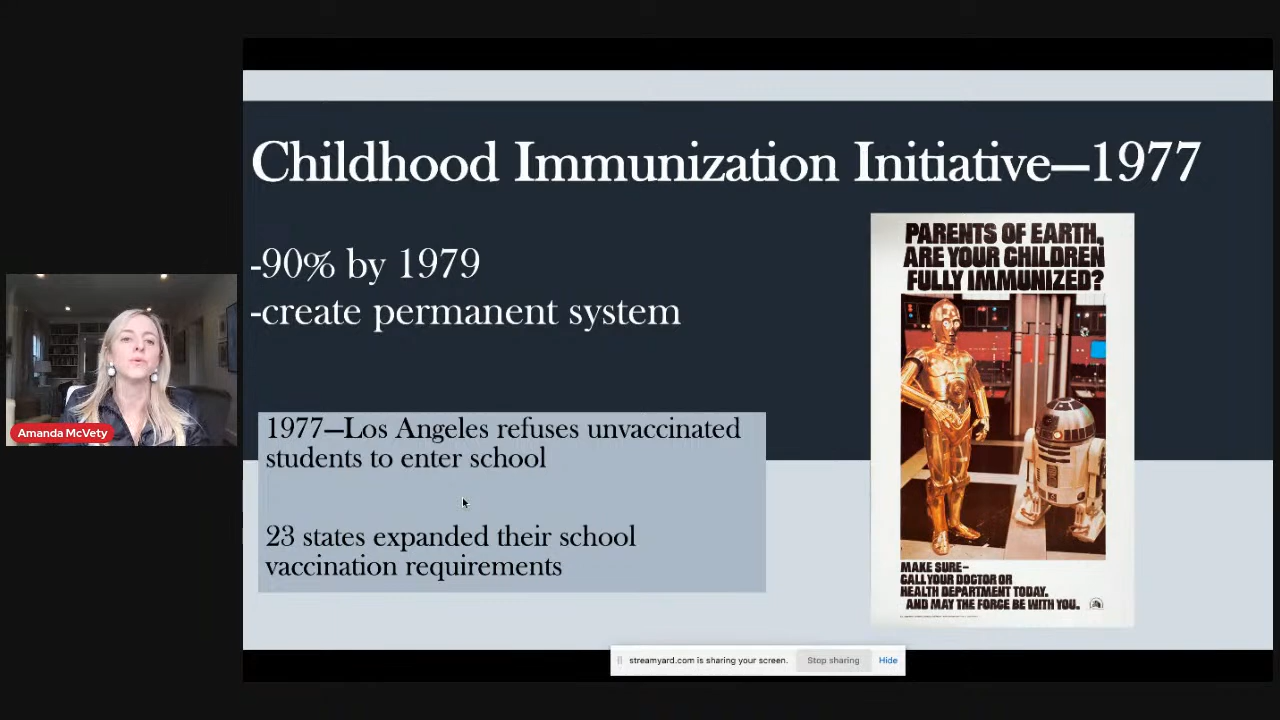 Childhood Immunization Initiative—1977
-90% by 1979
-create permanent system
1977—Los Angeles refuses unvaccinated
students to enter school
23 states expanded their school
vaccination requirements
PARENTS OF EARTH,
ARE YOUR CHILDREN
FULLY IMMUNIZED?
MAKE SURE–
CALL YOUR DOCTOR OR
HEALTH DEPARTMENT TODAY.
AND MAY THE FORCE BE WITH YOU.
Amanda McVety
streamyard.com is sharing your screen.
Stop sharing
Hide